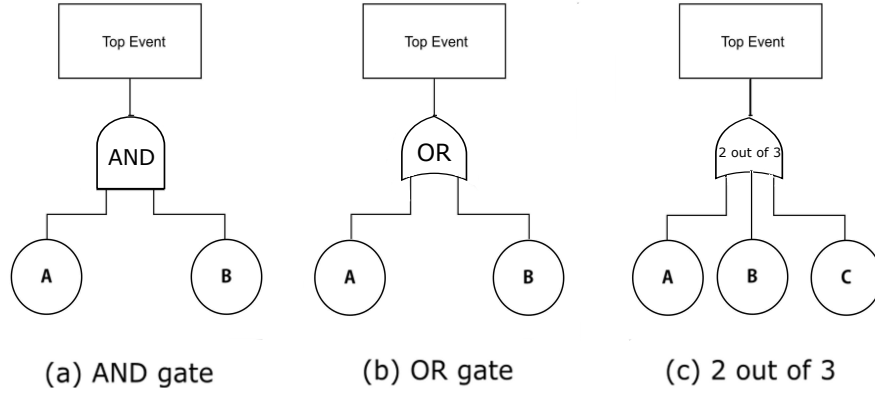 Top Event
AND
A
B
(a) AND gate
Top Event
OR
A
B
(b) OR gate
Top Event
2 out of 3
A
B
C
(c) 2 out of 3